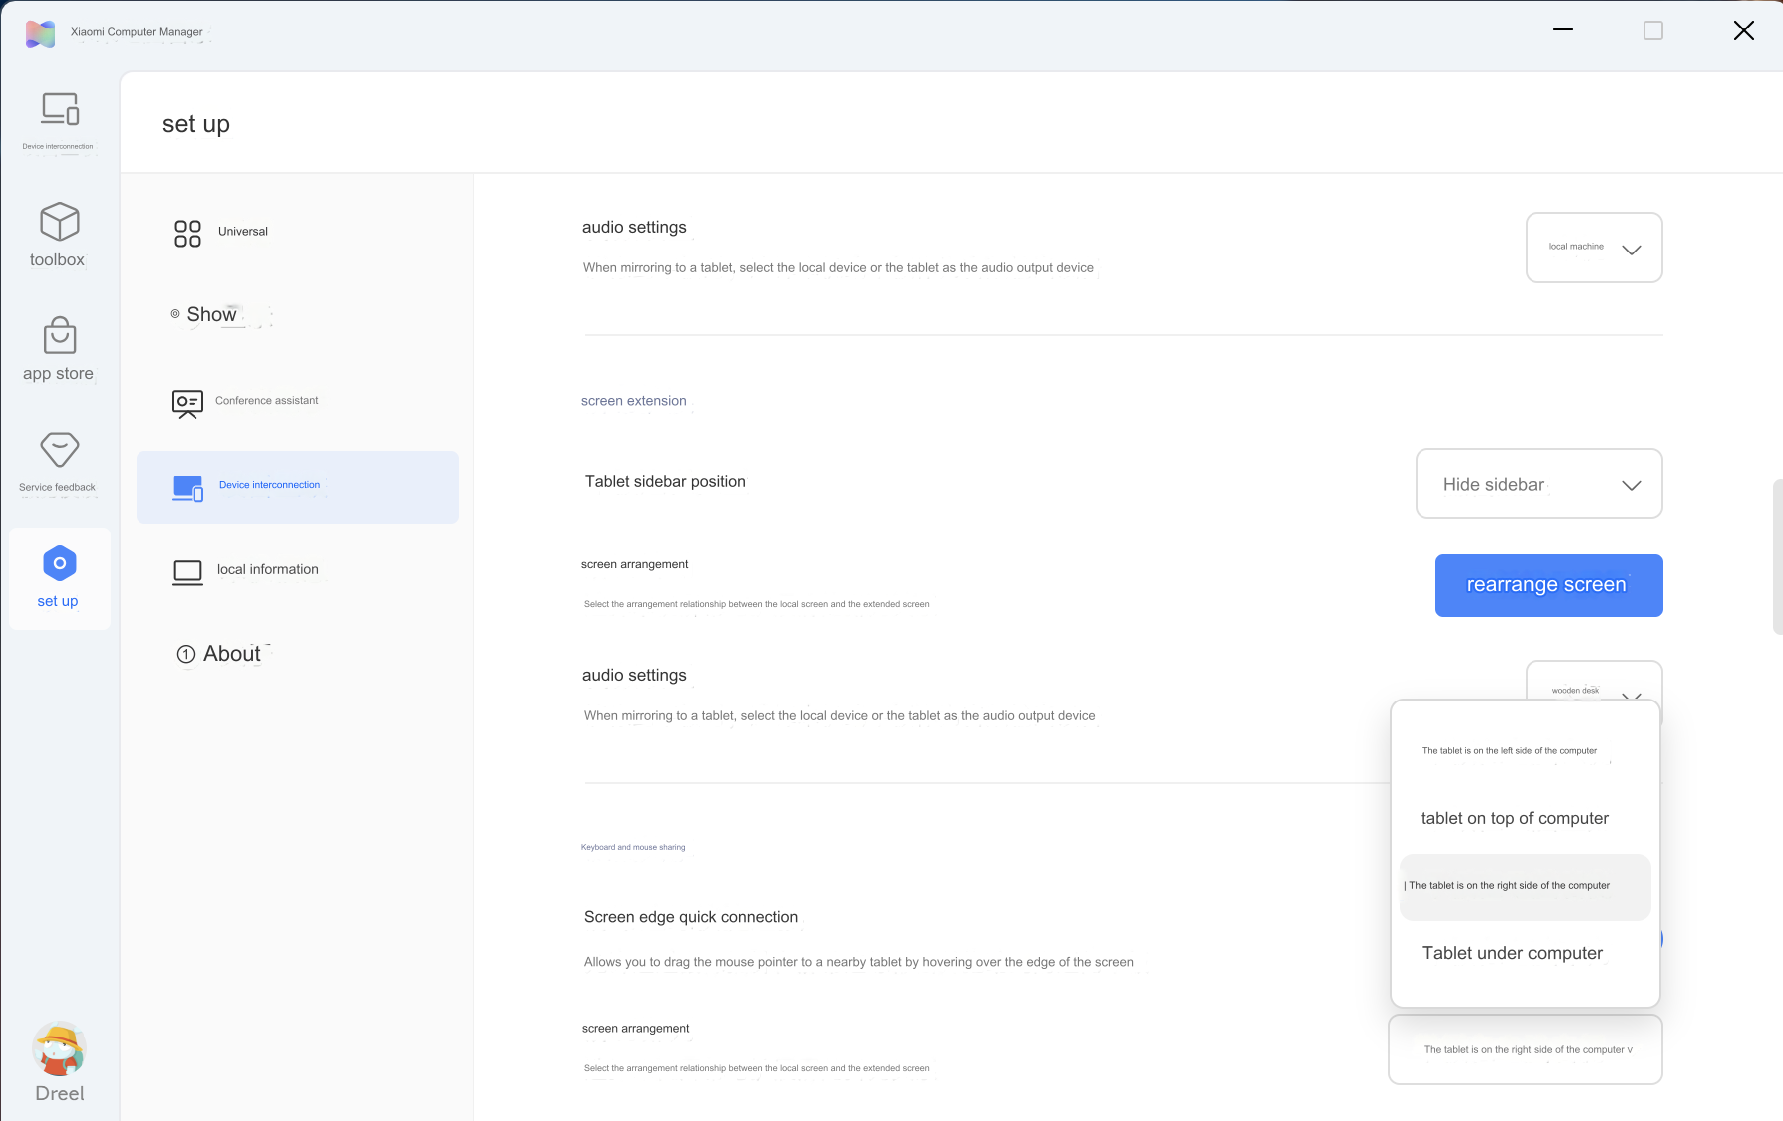 Xiaomi Computer Manager
Device interconnection
toolbox
app store
Service feedback
set up
Dreel
set up
Universal
Show
Conference assistant
Device interconnection
local information
1 About
audio settings
local machine
When mirroring to a tablet, select the local device or the tablet as the audio output device
screen extension
Tablet sidebar position
Hide sidebar
screen arrangement
rearrange screen
Select the arrangement relationship between the local screen and the extended screen
audio settings
wooden desk
When mirroring to a tablet, select the local device or the tablet as the audio output device
The tablet is on the left side of the computer
tablet on top of computer
| The tablet is on the right side of the computer
Tablet under computer
Keyboard and mouse sharing
Screen edge quick connection
Allows you to drag the mouse pointer to a nearby tablet by hovering over the edge of the screen
screen arrangement
Select the arrangement relationship between the local screen and the extended screen
The tablet is on the right side of the computer v